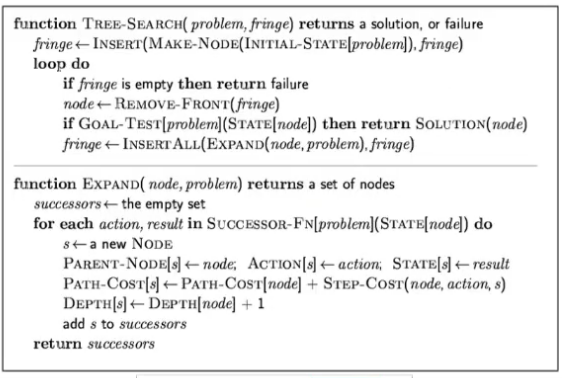 function TREE-SEARCH( problem, fringe) returns a solution, or failure
fringe ← INSERT(MAKE-NODE(INITIAL-STATE[problem]), fringe)
loop do
if fringe is empty then return failure
node ← REMOVE-FRONT(fringe)
if GOAL-TEST[problem](STATE[node]) then return SOLUTION(node)
fringe ← INSERTALL(EXPAND(node, problem), fringe)
function EXPAND( node, problem) returns a set of nodes
successors ← the empty set
for each action, result in SUCCESSOR-FN[problem](STATE[node]) do
s ← a new NODE
PARENT-NODE[s] ← node; ACTION[s] ← action; STATE[s] ← result
PATH-COST[s] ← PATH-COST[node] + STEP-COST(node, action, s)
DEPTH[s] ← DEPTH[node] + 1
add s to successors
return successors